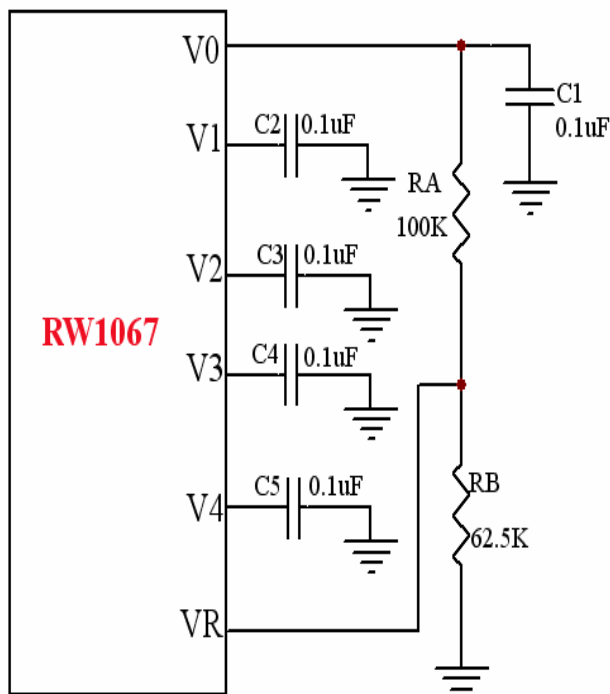 V0
C1
0.1uF
C2 0.1uF
V1
RA
100K
C3 0.1uF
V2
RW1067
C4 0.1uF
V3
C5 0.1uF
V4
RB
62.5K
VR